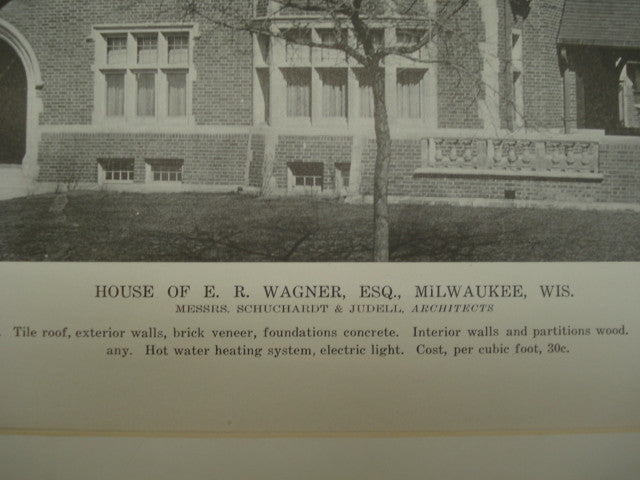 HOUSE OF E. R. WAGNER, ESQ., MiLWAUKEE, WIS.
MESSRS. SCHUCHARDT & JUDELL, ARCHITECTS
. Tile roof, exterior walls, brick veneer, foundations concrete. Interior walls and partitions wood.
any. Hot water heating system, electric light. Cost, per cubic foot, 30c.